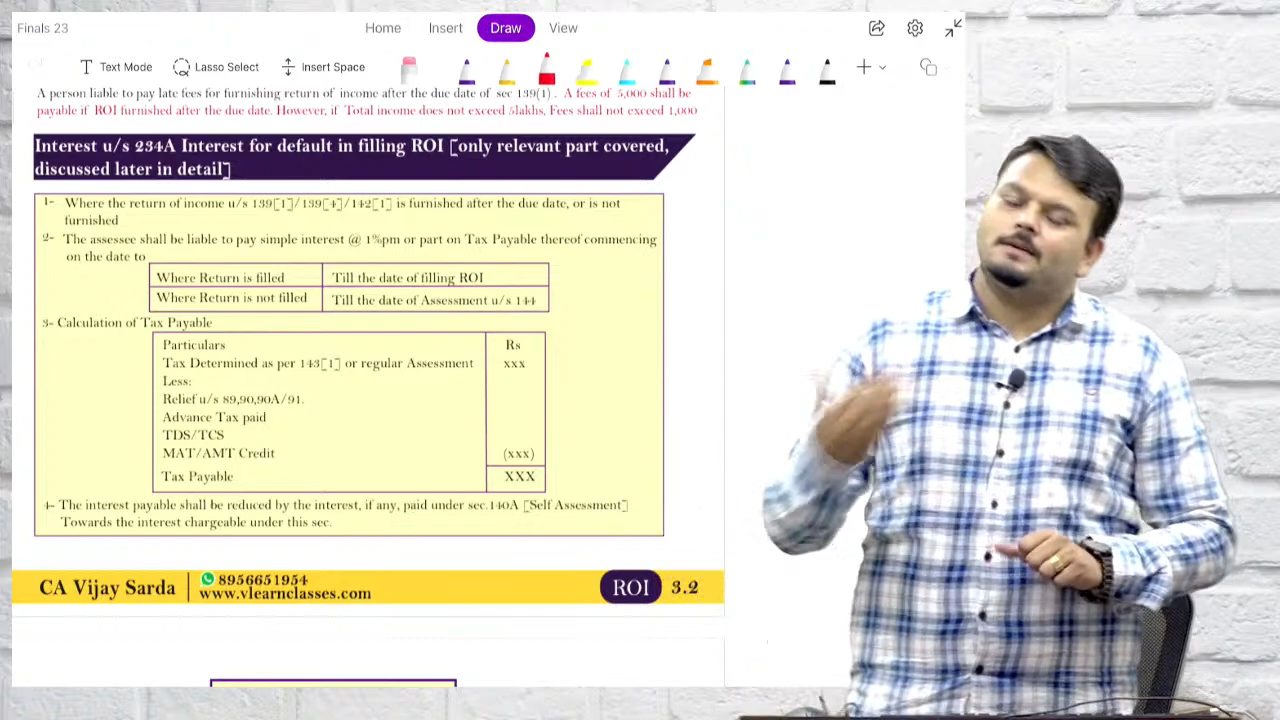 Finals 23
Home Insert Draw View
Text Mode Lasso Select Insert Space
A person liable to pay late fees for furnishing return of income after the due date of sec 139(1). A fees of 5,000 shall be
payable if ROI furnished after the due date. However, if Total income does not exceed 5lakhs, Fees shall not exceed 1,000
Interest u/s 234A Interest for default in filling ROI [only relevant part covered,
discussed later in detail]
1- Where the return of income u/s 139[1]/139[4]/142[1] is furnished after the due date, or is not
furnished
2- The assessee shall be liable to pay simple interest @ 1%pm or part on Tax Payable thereof commencing
on the date to
Where Return is filled Till the date of filling ROI
Where Return is not filled Till the date of Assessment u/s 144
3- Calculation of Tax Payable
Particulars Rs
Tax Determined as per 143[1] or regular Assessment xxx
Less:
Relief u/s 89,90,90A/91.
Advance Tax paid
TDS/TCS
MAT/AMT Credit (xxx)
Tax Payable XXX
4- The interest payable shall be reduced by the interest, if any, paid under sec.140A [Self Assessment]
Towards the interest chargeable under this sec.
CA Vijay Sarda 8956651954
www.vlearnclasses.com
ROI 3.2